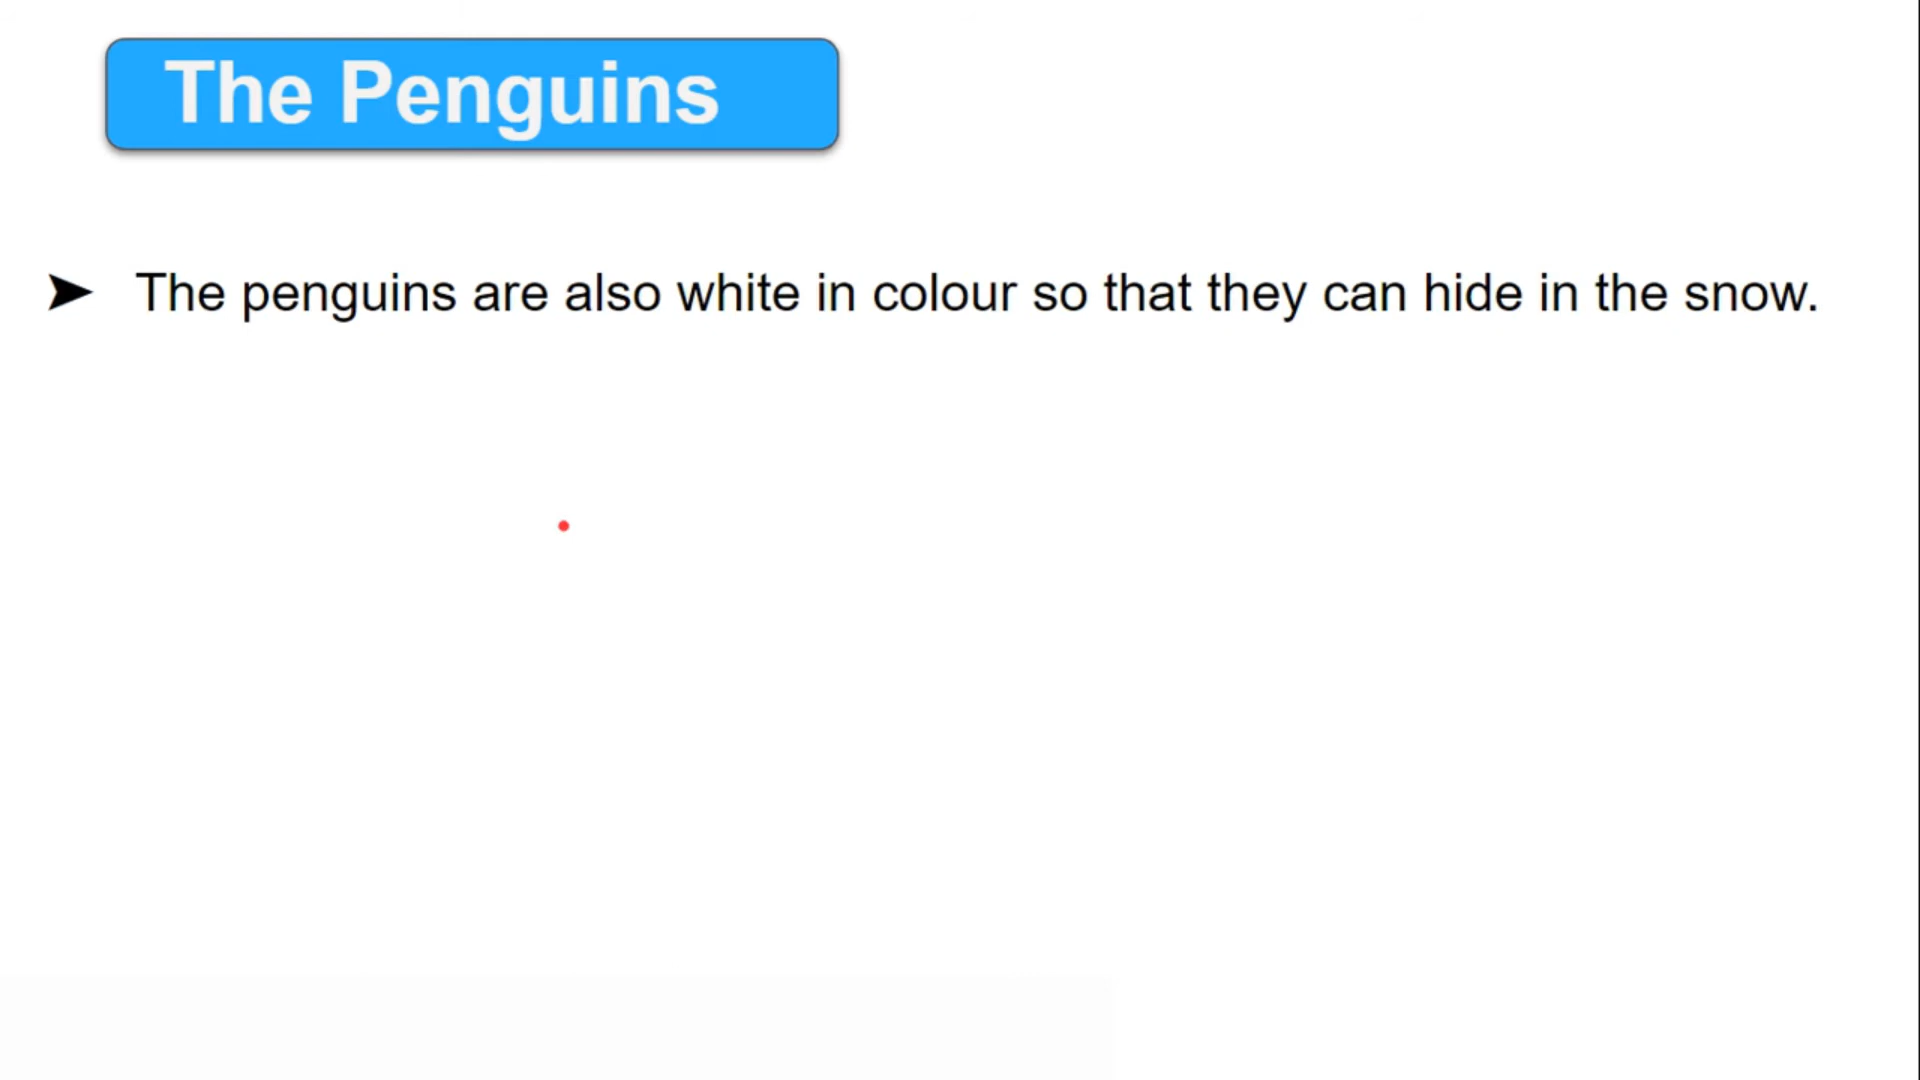 The Penguins
➤ The penguins are also white in colour so that they can hide in the snow.